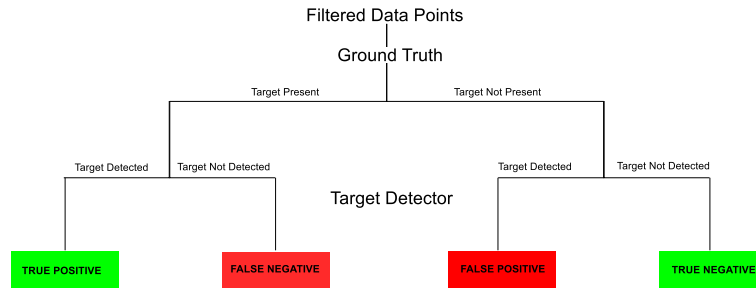 Filtered Data Points
Ground Truth
Target Present
Target Not Present
Target Detected
Target Not Detected
Target Detected
Target Not Detected
Target Detector
TRUE POSITIVE
FALSE NEGATIVE
FALSE POSITIVE
TRUE NEGATIVE